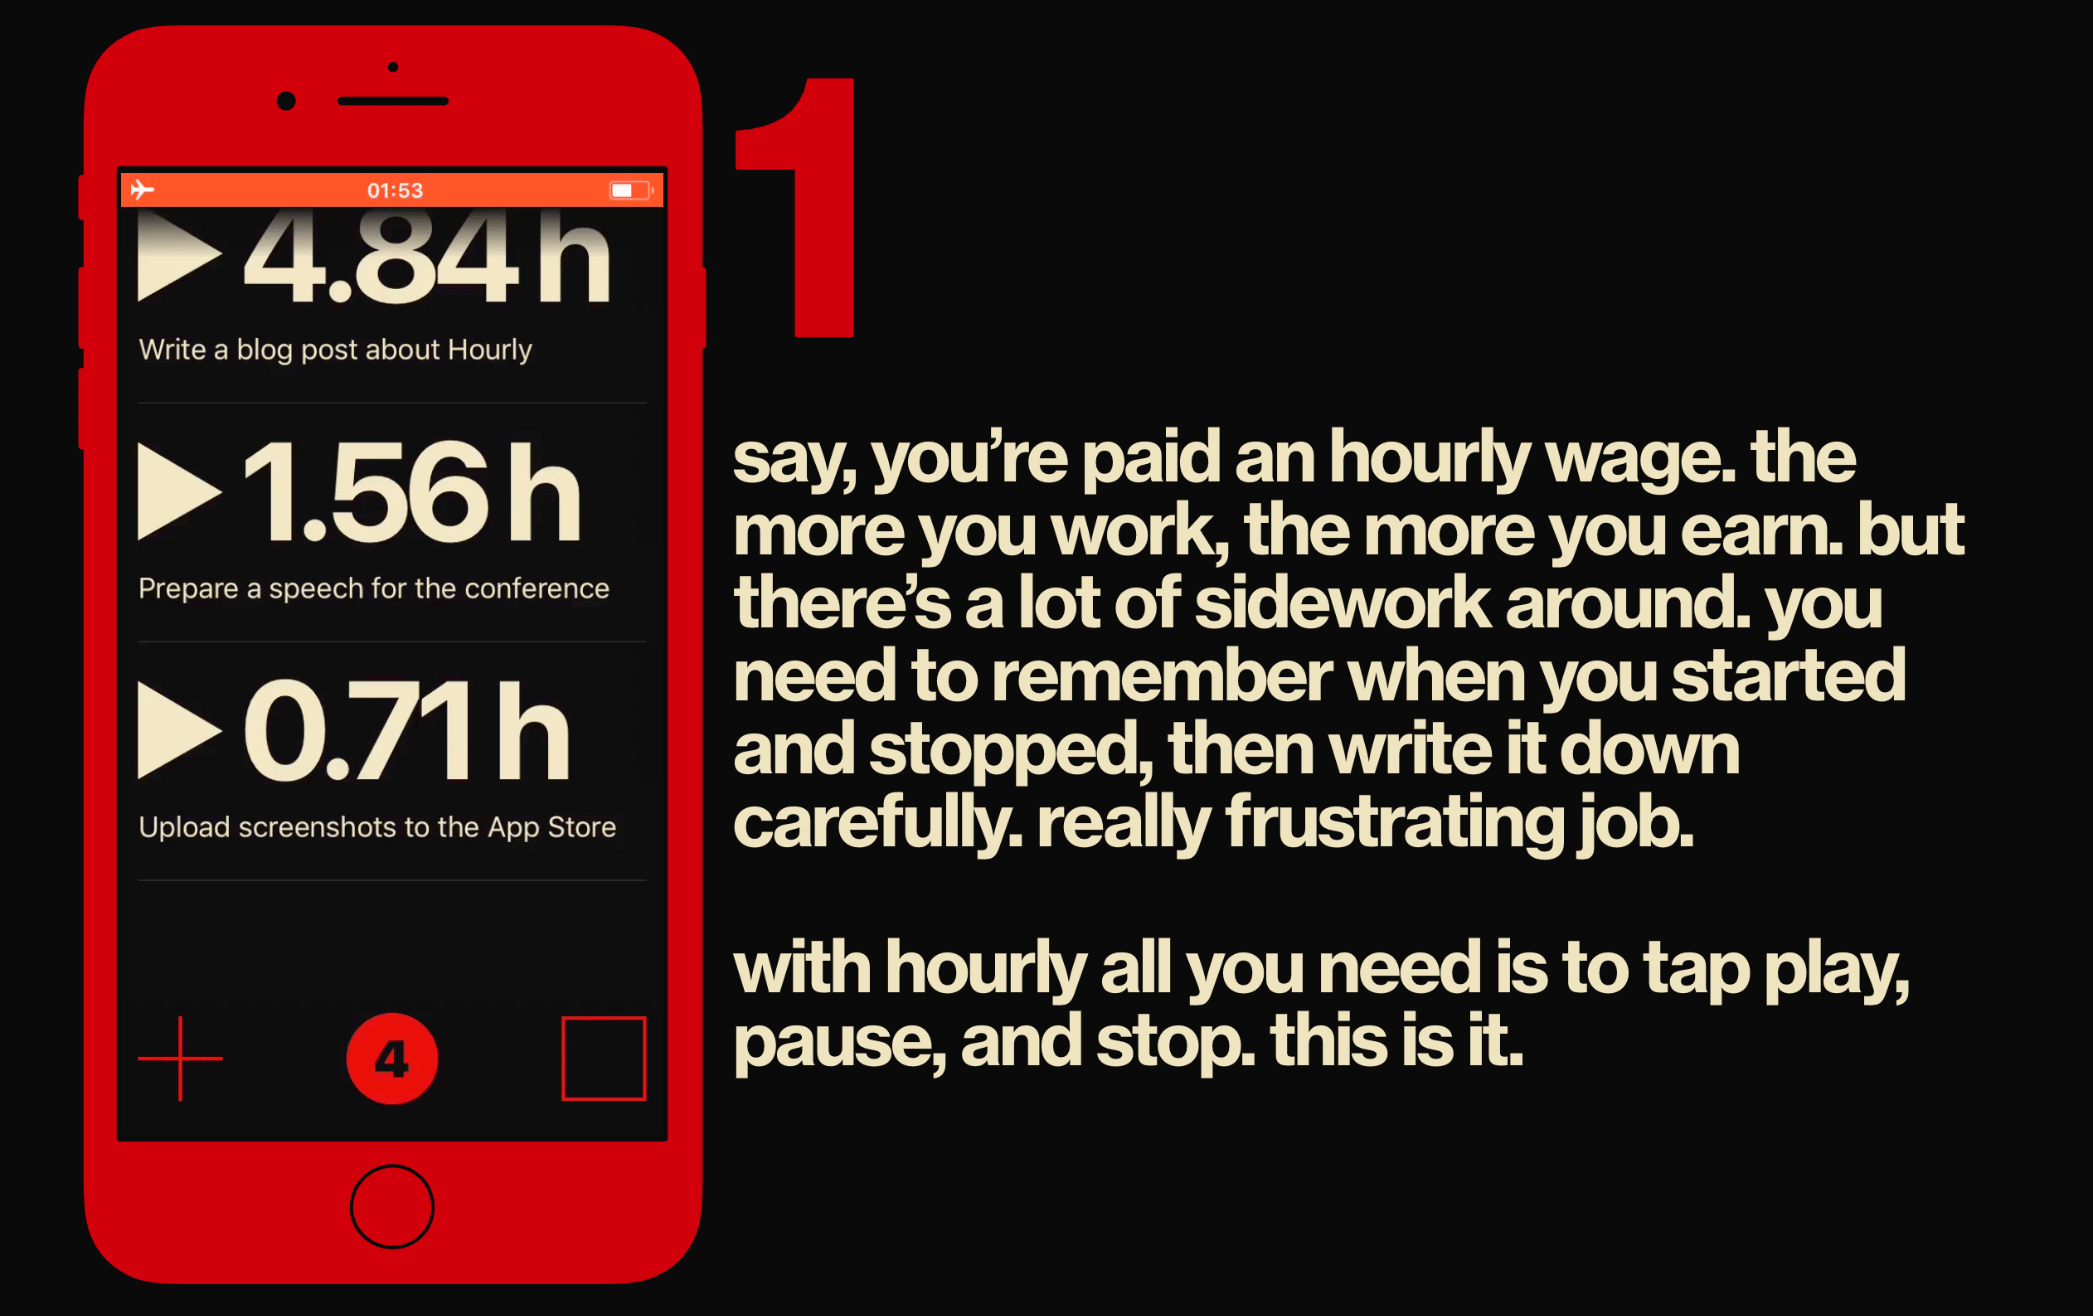 01:53
4.84 h
Write a blog post about Hourly
1.56 h
Prepare a speech for the conference
0.71 h
Upload screenshots to the App Store
4
1
say, you’re paid an hourly wage. the
more you work, the more you earn. but
there’s a lot of sidework around. you
need to remember when you started
and stopped, then write it down
carefully. really frustrating job.
with hourly all you need is to tap play,
pause, and stop. this is it.